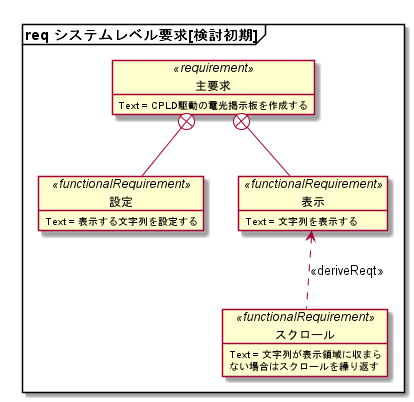 req システムレベル要求[検討初期]
«requirement»
主要求
Text = CPLD駆動の電光掲示板を作成する
«functionalRequirement»
設定
Text = 表示する文字列を設定する
«functionalRequirement»
表示
Text = 文字列を表示する
«deriveReqt»
«functionalRequirement»
スクロール
Text = 文字列が表示領域に収まら
ない場合はスクロールを繰り返す